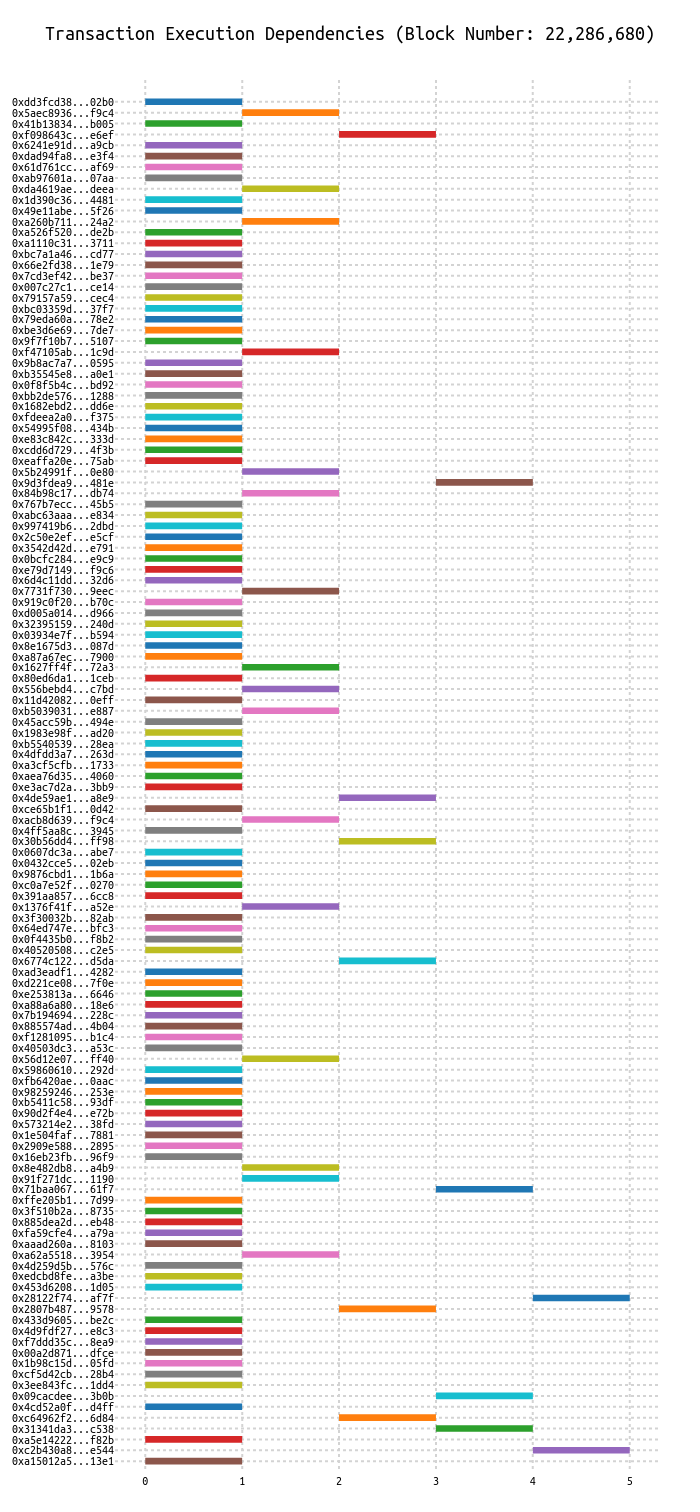 Transaction Execution Dependencies (Block Number: 22,286,680)
0xdd3fcd38...02b0
0x5aec8936...f9c4
0x41b13834...b005
0xf098643c...e6ef
0x6241e91d...a9cb
0xdad94fa8...e3f4
0x61d761cc...af69
0xab97601a...07aa
0xda4619ae...deea
0x1d390c36...4481
0x49e11abe...5f26
0xa260b711...24a2
0xa526f520...de2b
0xa1110c31...3711
0xbc7a1a46...cd77
0x66e2fd38...1e79
0x7cd3ef42...be37
0x007c27c1...ce14
0x79157a59...cec4
0xbc03359d...37f7
0x79eda60a...78e2
0xbe3d6e69...7de7
0x9f7f10b7...5107
0xf47105ab...1c9d
0x9b8ac7a7...0595
0xb35545e8...a0e1
0x0f8f5b4c...bd92
0xbb2de576...1288
0x1682ebd2...dd6e
0xfdeea2a0...f375
0x54995f08...434b
0xe83c842c...333d
0xcdd6d729...4f3b
0xeaffa20e...75ab
0x5b24991f...0e80
0x9d3fdea9...481e
0x84b98c17...db74
0x767b7ecc...45b5
0xabc63aaa...e834
0x997419b6...2dbd
0x2c50e2ef...e5cf
0x3542d42d...e791
0x0bcfc284...e9c9
0xe79d7149...f9c6
0x6d4c11dd...32d6
0x7731f730...9eec
0x919c0f20...b70c
0xd005a014...d966
0x32395159...240d
0x03934e7f...b594
0x8e1675d3...087d
0xa87a67ec...7900
0x1627ff4f...72a3
0x80ed6da1...1ceb
0x556bebd4...c7bd
0x11d42082...0eff
0xb5039031...e887
0x45acc59b...494e
0x1983e98f...ad20
0xb5540539...28ea
0x4dfdd3a7...263d
0xa3cf5cfb...1733
0xaea76d35...4060
0xe3ac7d2a...3bb9
0x4de59ae1...a8e9
0xce65b1f1...0d42
0xacb8d639...f9c4
0x4ff5aa8c...3945
0x30b56dd4...ff98
0x0607dc3a...abe7
0x0432cce5...02eb
0x9876cbd1...1b6a
0xc0a7e52f...0270
0x391aa857...6cc8
0x1376f41f...a52e
0x3f30032b...82ab
0x64ed747e...bfc3
0x0f4435b0...f8b2
0x40520508...c2e5
0x6774c122...d5da
0xad3eadf1...4282
0xd221ce08...7f0e
0xe253813a...6646
0xa88a6a80...18e6
0x7b194694...228c
0x885574ad...4b04
0xf1281095...b1c4
0x40503dc3...a53c
0x56d12e07...ff40
0x59860610...292d
0xfb6420ae...0aac
0x98259246...253e
0xb5411c58...93df
0x90d2f4e4...e72b
0x573214e2...38fd
0x1e504faf...7881
0x2909e588...2895
0x16eb23fb...96f9
0x8e482db8...a4b9
0x91f271dc...1190
0x71baa067...61f7
0xffe205b1...7d99
0x3f510b2a...8735
0x885dea2d...eb48
0xfa59cfe4...a79a
0xaaad260a...8103
0xa62a5518...3954
0x4d259d5b...576c
0xedcbd8fe...a3be
0x453d6208...1d05
0x28122f74...af7f
0x2807b487...9578
0x433d9605...be2c
0x4d9fdf27...e8c3
0xf7ddd35c...8ea9
0x00a2d871...dfce
0x1b98c15d...05fd
0xcf5d42cb...28b4
0x3ee843fc...1dd4
0x09cacdee...3b0b
0x4cd52a0f...d4ff
0xc64962f2...6d84
0x31341da3...c538
0xa5e14222...f82b
0xc2b430a8...e544
0xa15012a5...13e1
0 1 2 3 4 5